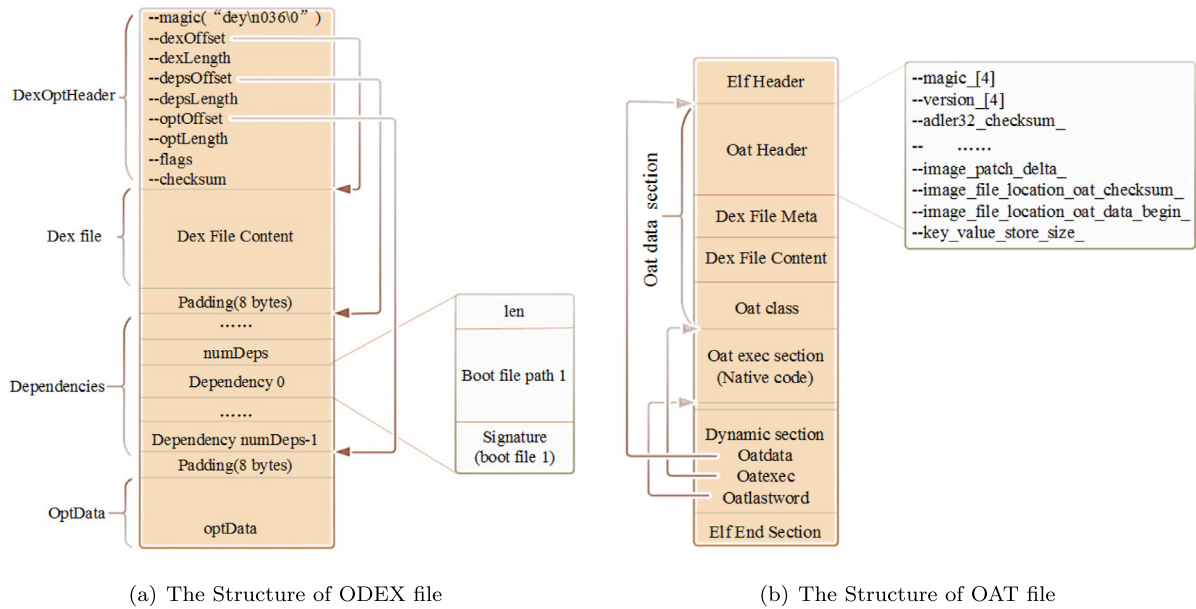 --magic(“dey\n036\0”)
--dexOffset
--dexLength
--depsOffset
--depsLength
--optOffset
--optLength
--flags
--checksum
DexOptHeader
Dex file
Dex File Content
Padding(8 bytes)
......
numDeps
Dependency 0
......
Dependency numDeps-1
Dependencies
Padding(8 bytes)
OptData
optData
len
Boot file path 1
Signature
(boot file 1)
(a) The Structure of ODEX file
Elf Header
Oat Header
Dex File Meta
Dex File Content
Oat class
Oat data section
Oat exec section
(Native code)
Dynamic section
Oatdata
Oatexec
Oatlastword
Elf End Section
--magic_[4]
--version_[4]
--adler32_checksum_
-- ......
--image_patch_delta_
--image_file_location_oat_checksum_
--image_file_location_oat_data_begin_
--key_value_store_size_
(b) The Structure of OAT file